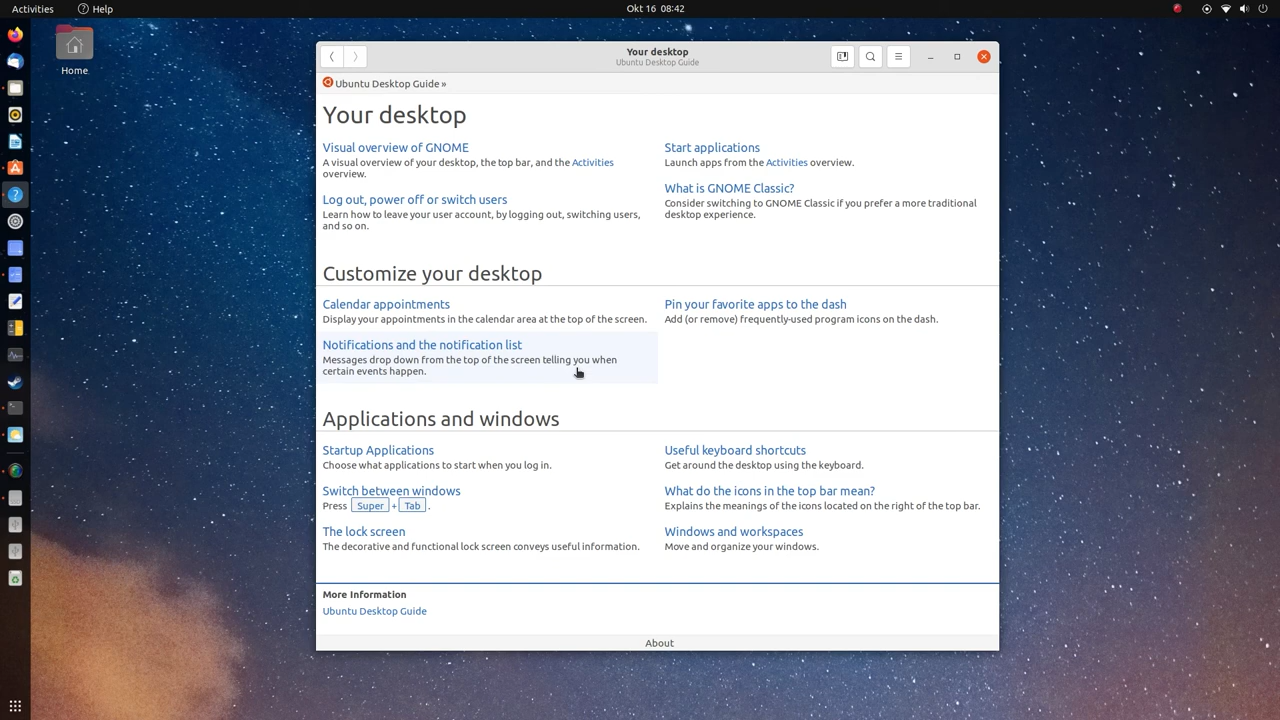 Activities
Help
Okt 16 08:42
Home
Your desktop
Ubuntu Desktop Guide
Ubuntu Desktop Guide »
Your desktop
Visual overview of GNOME
A visual overview of your desktop, the top bar, and the Activities
overview.
Log out, power off or switch users
Learn how to leave your user account, by logging out, switching users,
and so on.
Start applications
Launch apps from the Activities overview.
What is GNOME Classic?
Consider switching to GNOME Classic if you prefer a more traditional
desktop experience.
Customize your desktop
Calendar appointments
Display your appointments in the calendar area at the top of the screen.
Notifications and the notification list
Messages drop down from the top of the screen telling you when
certain events happen.
Pin your favorite apps to the dash
Add (or remove) frequently-used program icons on the dash.
Applications and windows
Startup Applications
Choose what applications to start when you log in.
Switch between windows
Press Super + Tab .
The lock screen
The decorative and functional lock screen conveys useful information.
Useful keyboard shortcuts
Get around the desktop using the keyboard.
What do the icons in the top bar mean?
Explains the meanings of the icons located on the right of the top bar.
Windows and workspaces
Move and organize your windows.
More Information
Ubuntu Desktop Guide
About